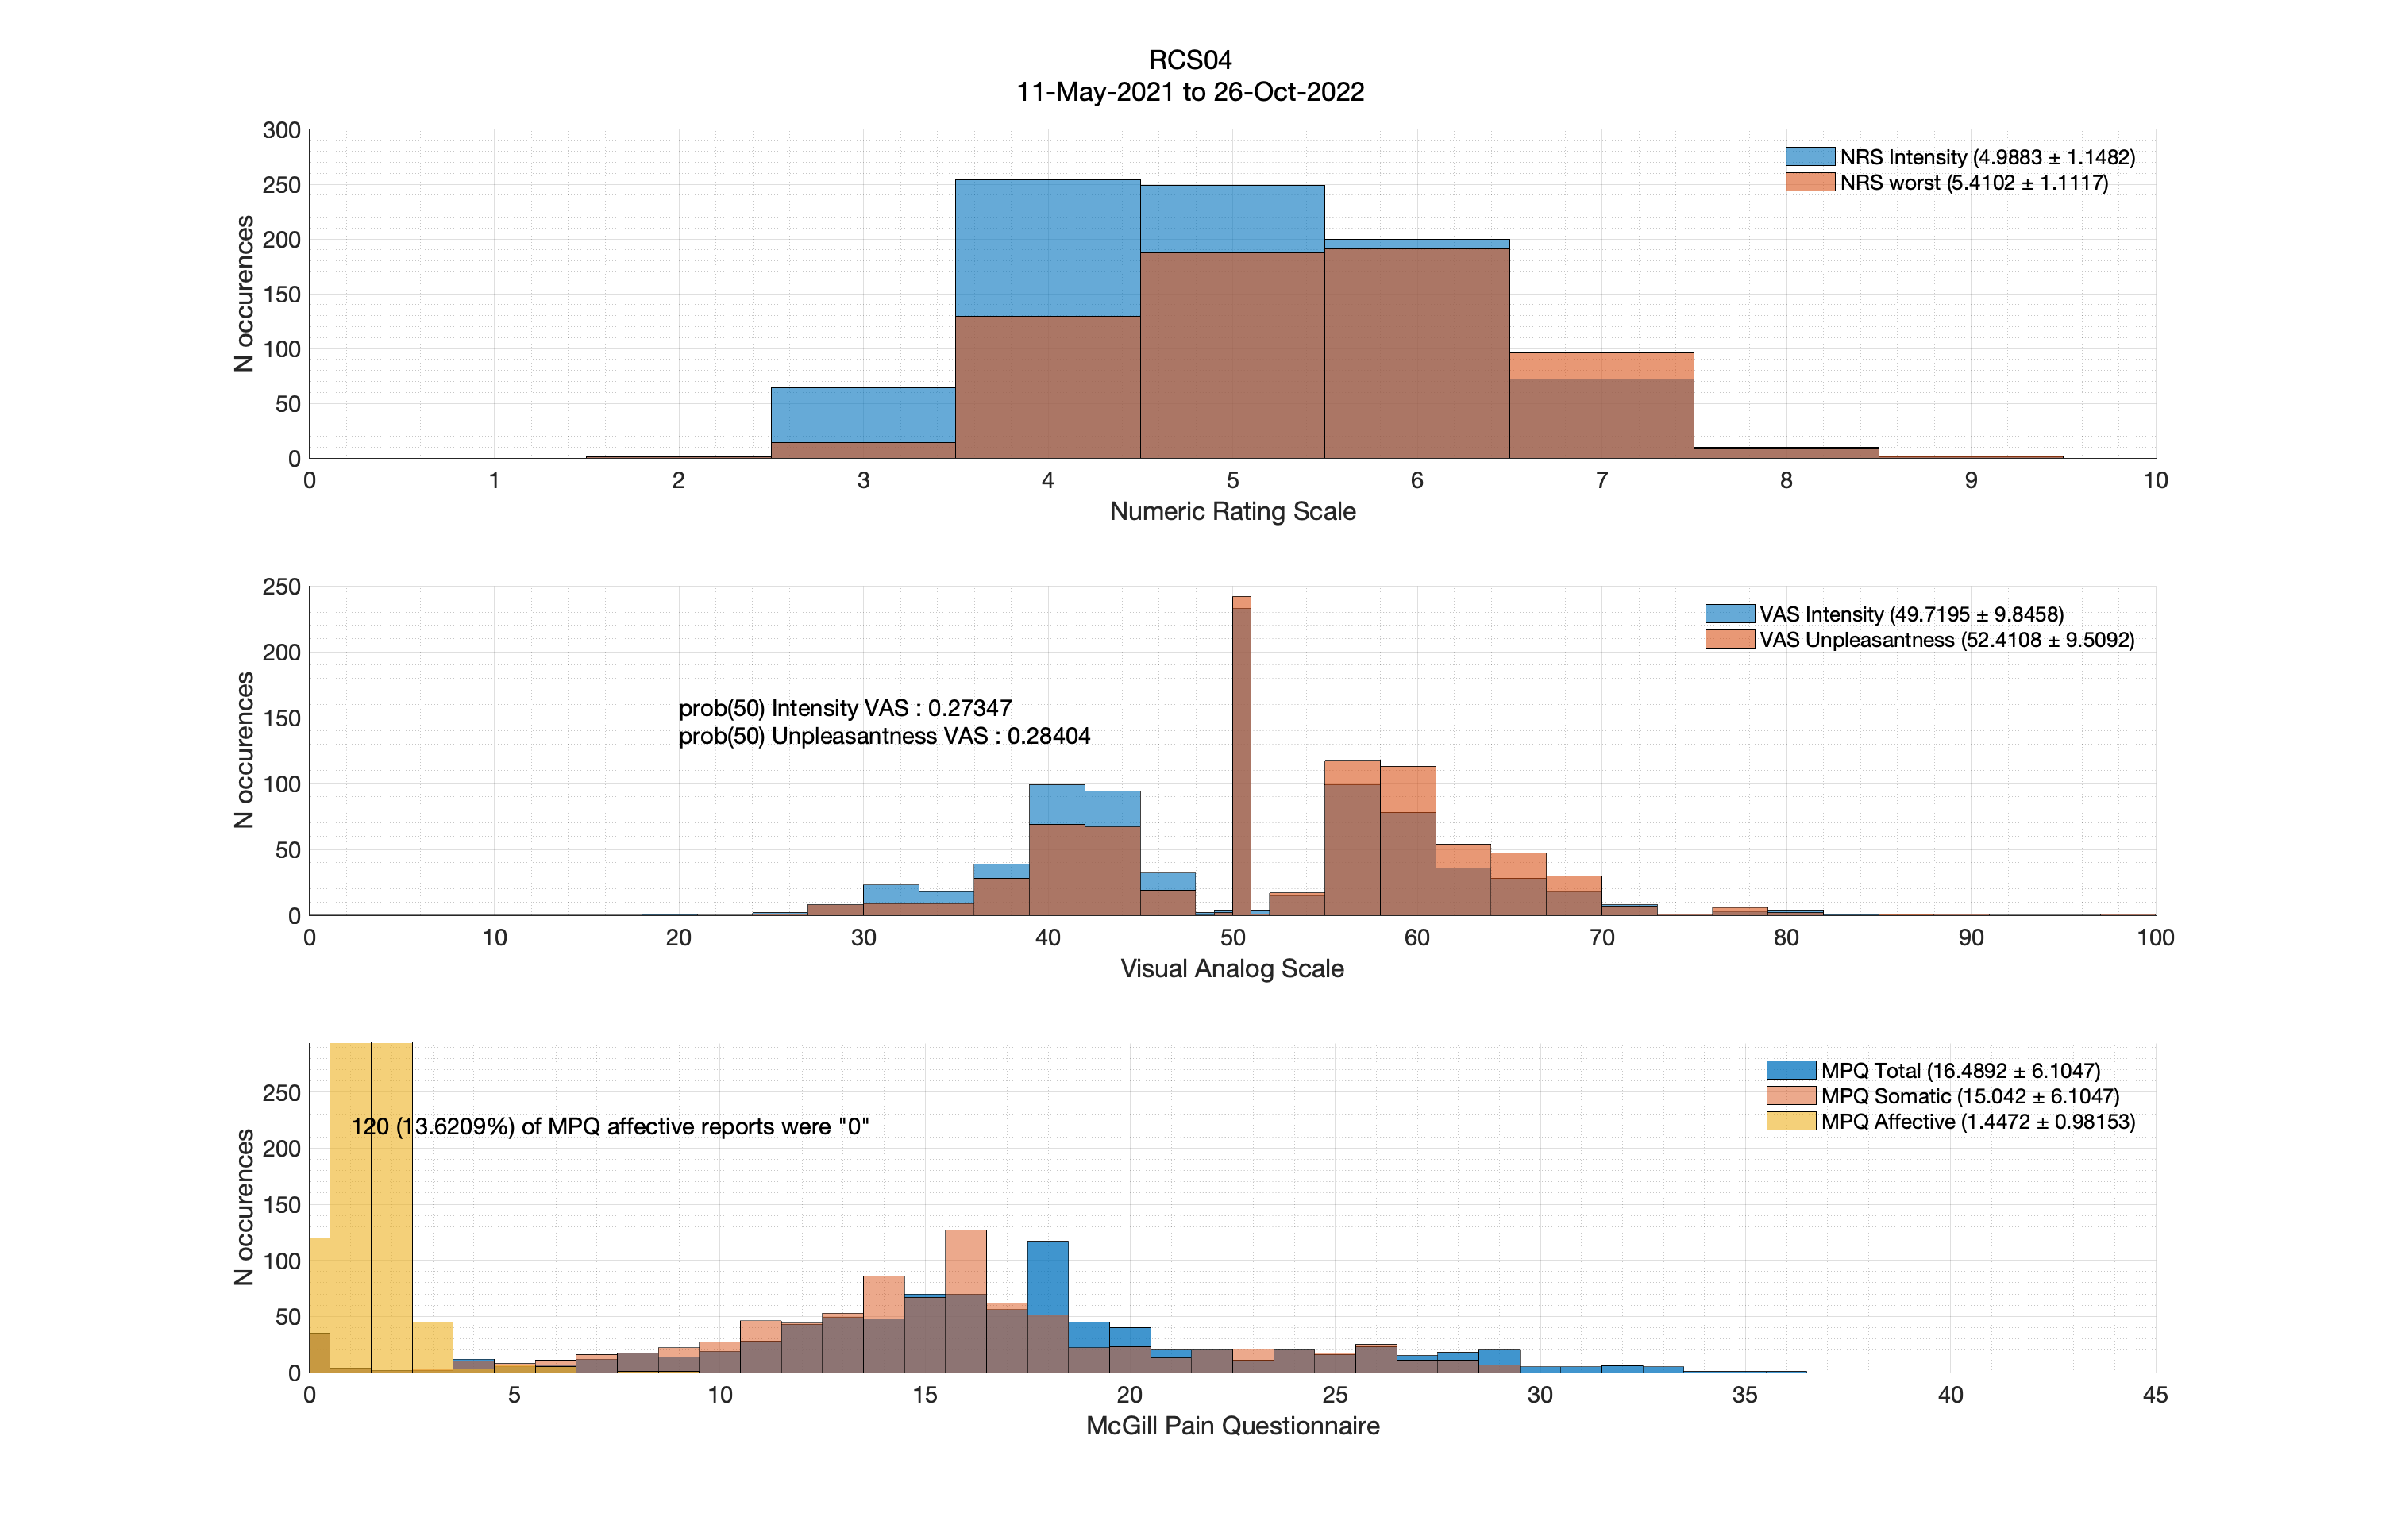 RCS04
11-May-2021 to 26-Oct-2022
300
250
200
150
100
50
0
N occurences
NRS Intensity (4.9883 ± 1.1482)
NRS worst (5.4102 ± 1.1117)
0 1 2 3 4 5 6 7 8 9 10
Numeric Rating Scale
250
200
150
100
50
0
N occurences
VAS Intensity (49.7195 ± 9.8458)
VAS Unpleasantness (52.4108 ± 9.5092)
prob(50) Intensity VAS : 0.27347
prob(50) Unpleasantness VAS : 0.28404
0 10 20 30 40 50 60 70 80 90 100
Visual Analog Scale
250
200
150
100
50
0
N occurences
MPQ Total (16.4892 ± 6.1047)
MPQ Somatic (15.042 ± 6.1047)
MPQ Affective (1.4472 ± 0.98153)
120 (13.6209%) of MPQ affective reports were "0"
0 5 10 15 20 25 30 35 40 45
McGill Pain Questionnaire